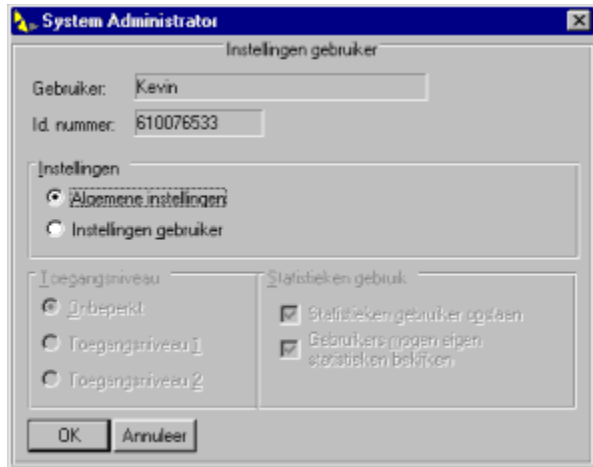 System Administrator
Instellingen gebruiker
Gebruiker: Kevin
Id. nummer: 610076533
Instellingen
Algemene instellingen
Instellingen gebruiker
Toegangsniveau
Onbeperkt
Toegangsniveau 1
Toegangsniveau 2
Statistieken gebruik
Statistieken gebruiker opslaan
Gebruikers mogen eigen
statistieken bekijken
OK Annuleer